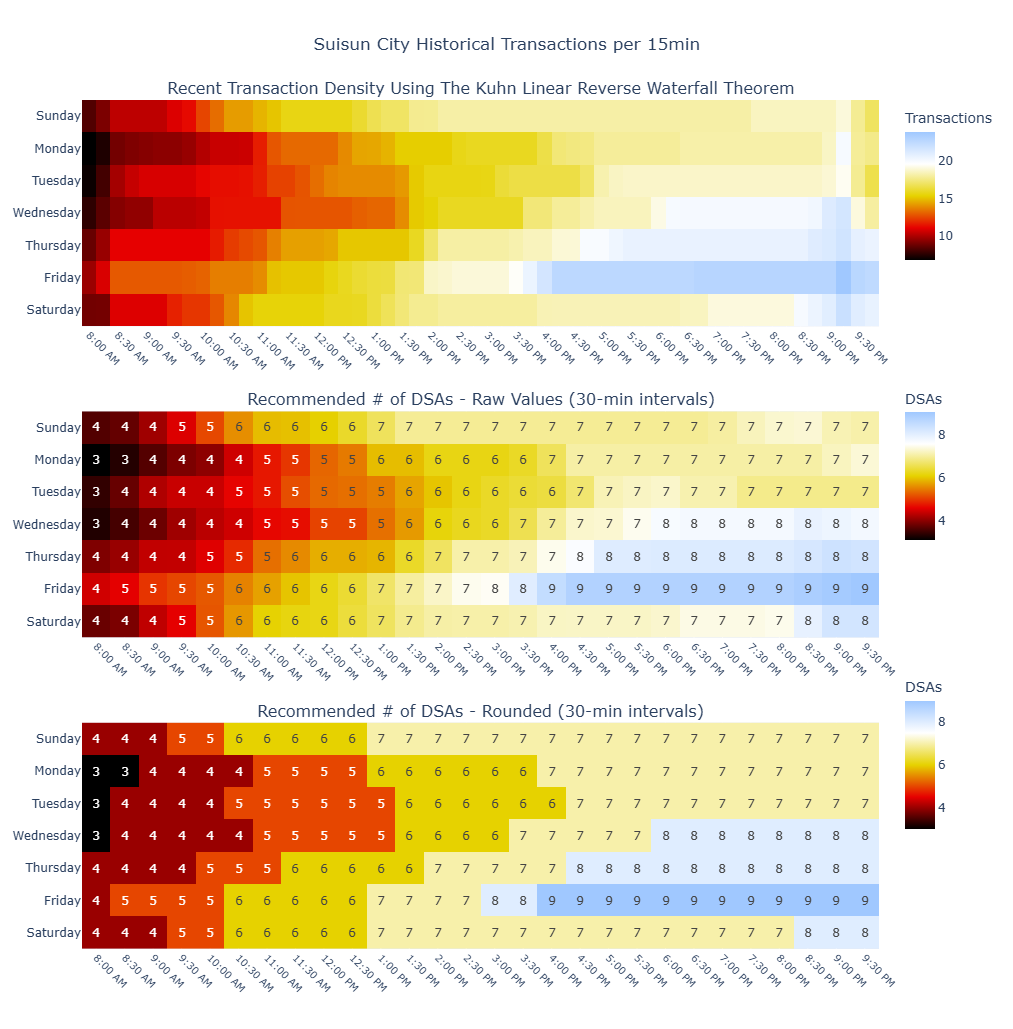 Suisun City Historical Transactions per 15min
Recent Transaction Density Using The Kuhn Linear Reverse Waterfall Theorem
Transactions
20
15
10
Sunday
Monday
Tuesday
Wednesday
Thursday
Friday
Saturday
8:00 AM 8:30 AM 9:00 AM 9:30 AM 10:00 AM 10:30 AM 11:00 AM 11:30 AM 12:00 PM 12:30 PM 1:00 PM 1:30 PM 2:00 PM 2:30 PM 3:00 PM 3:30 PM 4:00 PM 4:30 PM 5:00 PM 5:30 PM 6:00 PM 6:30 PM 7:00 PM 7:30 PM 8:00 PM 8:30 PM 9:00 PM 9:30 PM
Recommended # of DSAs - Raw Values (30-min intervals)
DSAs
8
6
4
Sunday 4 4 4 5 5 6 6 6 6 6 7 7 7 7 7 7 7 7 7 7 7 7 7 7 7 7 7 7
Monday 3 3 4 4 4 4 5 5 5 5 6 6 6 6 6 6 7 7 7 7 7 7 7 7 7 7 7 7
Tuesday 3 4 4 4 4 5 5 5 5 5 5 6 6 6 6 6 6 7 7 7 7 7 7 7 7 7 7 7
Wednesday 3 4 4 4 4 4 5 5 5 5 5 6 6 6 6 7 7 7 7 7 8 8 8 8 8 8 8 8
Thursday 4 4 4 4 5 5 5 6 6 6 6 6 7 7 7 7 7 8 8 8 8 8 8 8 8 8 8 8
Friday 4 5 5 5 5 6 6 6 6 6 7 7 7 7 8 8 9 9 9 9 9 9 9 9 9 9 9 9
Saturday 4 4 4 5 5 6 6 6 6 6 7 7 7 7 7 7 7 7 7 7 7 7 7 7 7 8 8 8
8:00 AM 8:30 AM 9:00 AM 9:30 AM 10:00 AM 10:30 AM 11:00 AM 11:30 AM 12:00 PM 12:30 PM 1:00 PM 1:30 PM 2:00 PM 2:30 PM 3:00 PM 3:30 PM 4:00 PM 4:30 PM 5:00 PM 5:30 PM 6:00 PM 6:30 PM 7:00 PM 7:30 PM 8:00 PM 8:30 PM 9:00 PM 9:30 PM
Recommended # of DSAs - Rounded (30-min intervals)
DSAs
8
6
4
Sunday 4 4 4 5 5 6 6 6 6 6 7 7 7 7 7 7 7 7 7 7 7 7 7 7 7 7 7 7
Monday 3 3 4 4 4 4 5 5 5 5 6 6 6 6 6 6 7 7 7 7 7 7 7 7 7 7 7 7
Tuesday 3 4 4 4 4 5 5 5 5 5 5 6 6 6 6 6 6 7 7 7 7 7 7 7 7 7 7 7
Wednesday 3 4 4 4 4 4 5 5 5 5 5 6 6 6 6 7 7 7 7 7 8 8 8 8 8 8 8 8
Thursday 4 4 4 4 5 5 5 6 6 6 6 6 7 7 7 7 7 8 8 8 8 8 8 8 8 8 8 8
Friday 4 5 5 5 5 6 6 6 6 6 7 7 7 7 8 8 9 9 9 9 9 9 9 9 9 9 9 9
Saturday 4 4 4 5 5 6 6 6 6 6 7 7 7 7 7 7 7 7 7 7 7 7 7 7 7 8 8 8
8:00 AM 8:30 AM 9:00 AM 9:30 AM 10:00 AM 10:30 AM 11:00 AM 11:30 AM 12:00 PM 12:30 PM 1:00 PM 1:30 PM 2:00 PM 2:30 PM 3:00 PM 3:30 PM 4:00 PM 4:30 PM 5:00 PM 5:30 PM 6:00 PM 6:30 PM 7:00 PM 7:30 PM 8:00 PM 8:30 PM 9:00 PM 9:30 PM